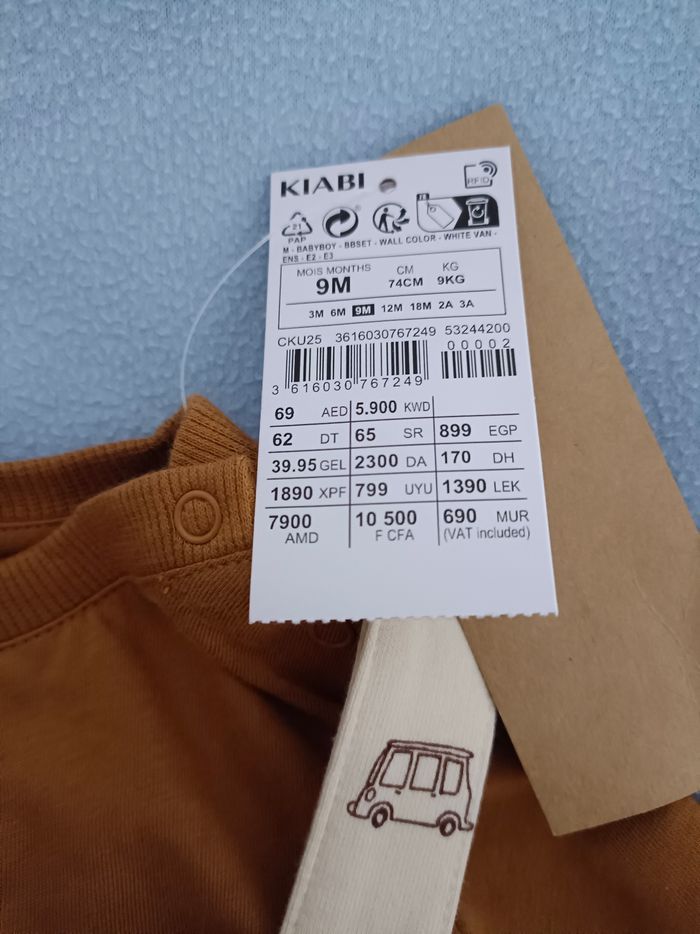 KIABI
RFID
21
PAP
M - BABYBOY - BBSET - WALL COLOR - WHITE VAN -
ENS - E2 - E3
MOIS MONTHS CM KG
9M 74CM 9KG
3M 6M 9M 12M 18M 2A 3A
CKU25 3616030767249 53244200
00002
3 616030 767249
69 AED 5.900 KWD
62 DT 65 SR 899 EGP
39.95 GEL 2300 DA 170 DH
1890 XPF 799 UYU 1390 LEK
7900 AMD 10 500 F CFA 690 MUR
(VAT included)